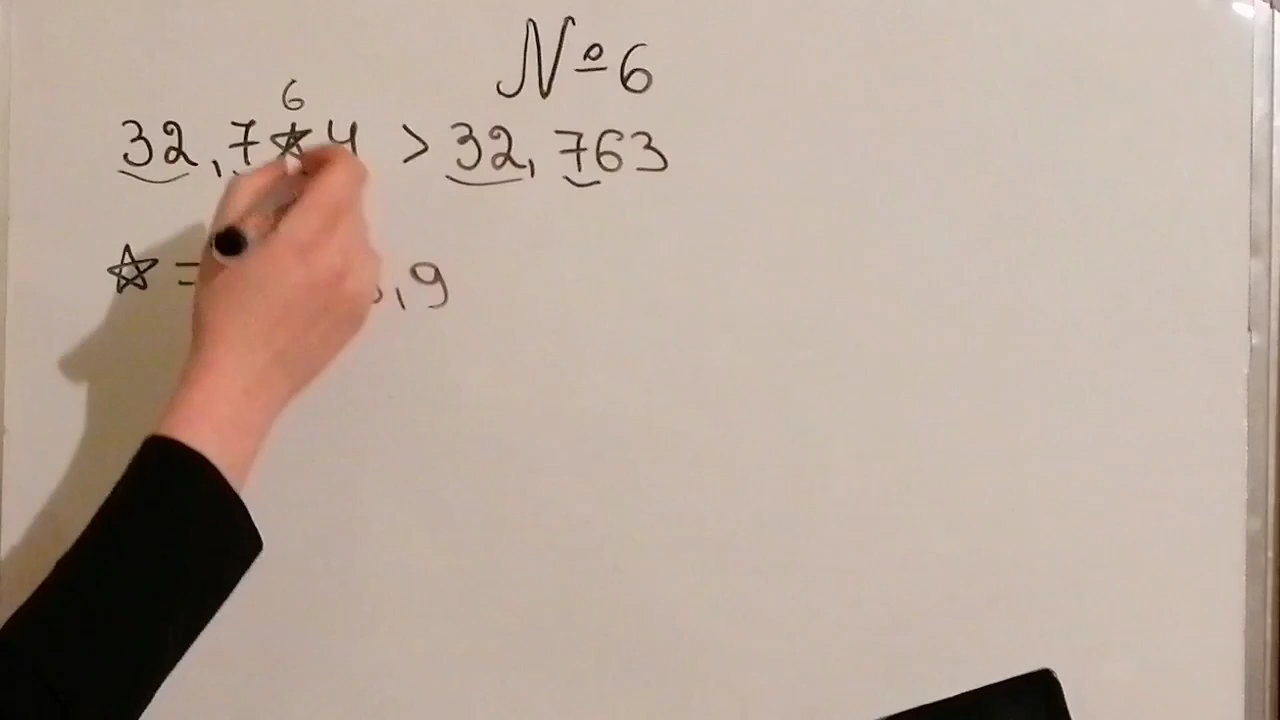 №6
6
32,7☆4 > 32,763
☆ = ,9